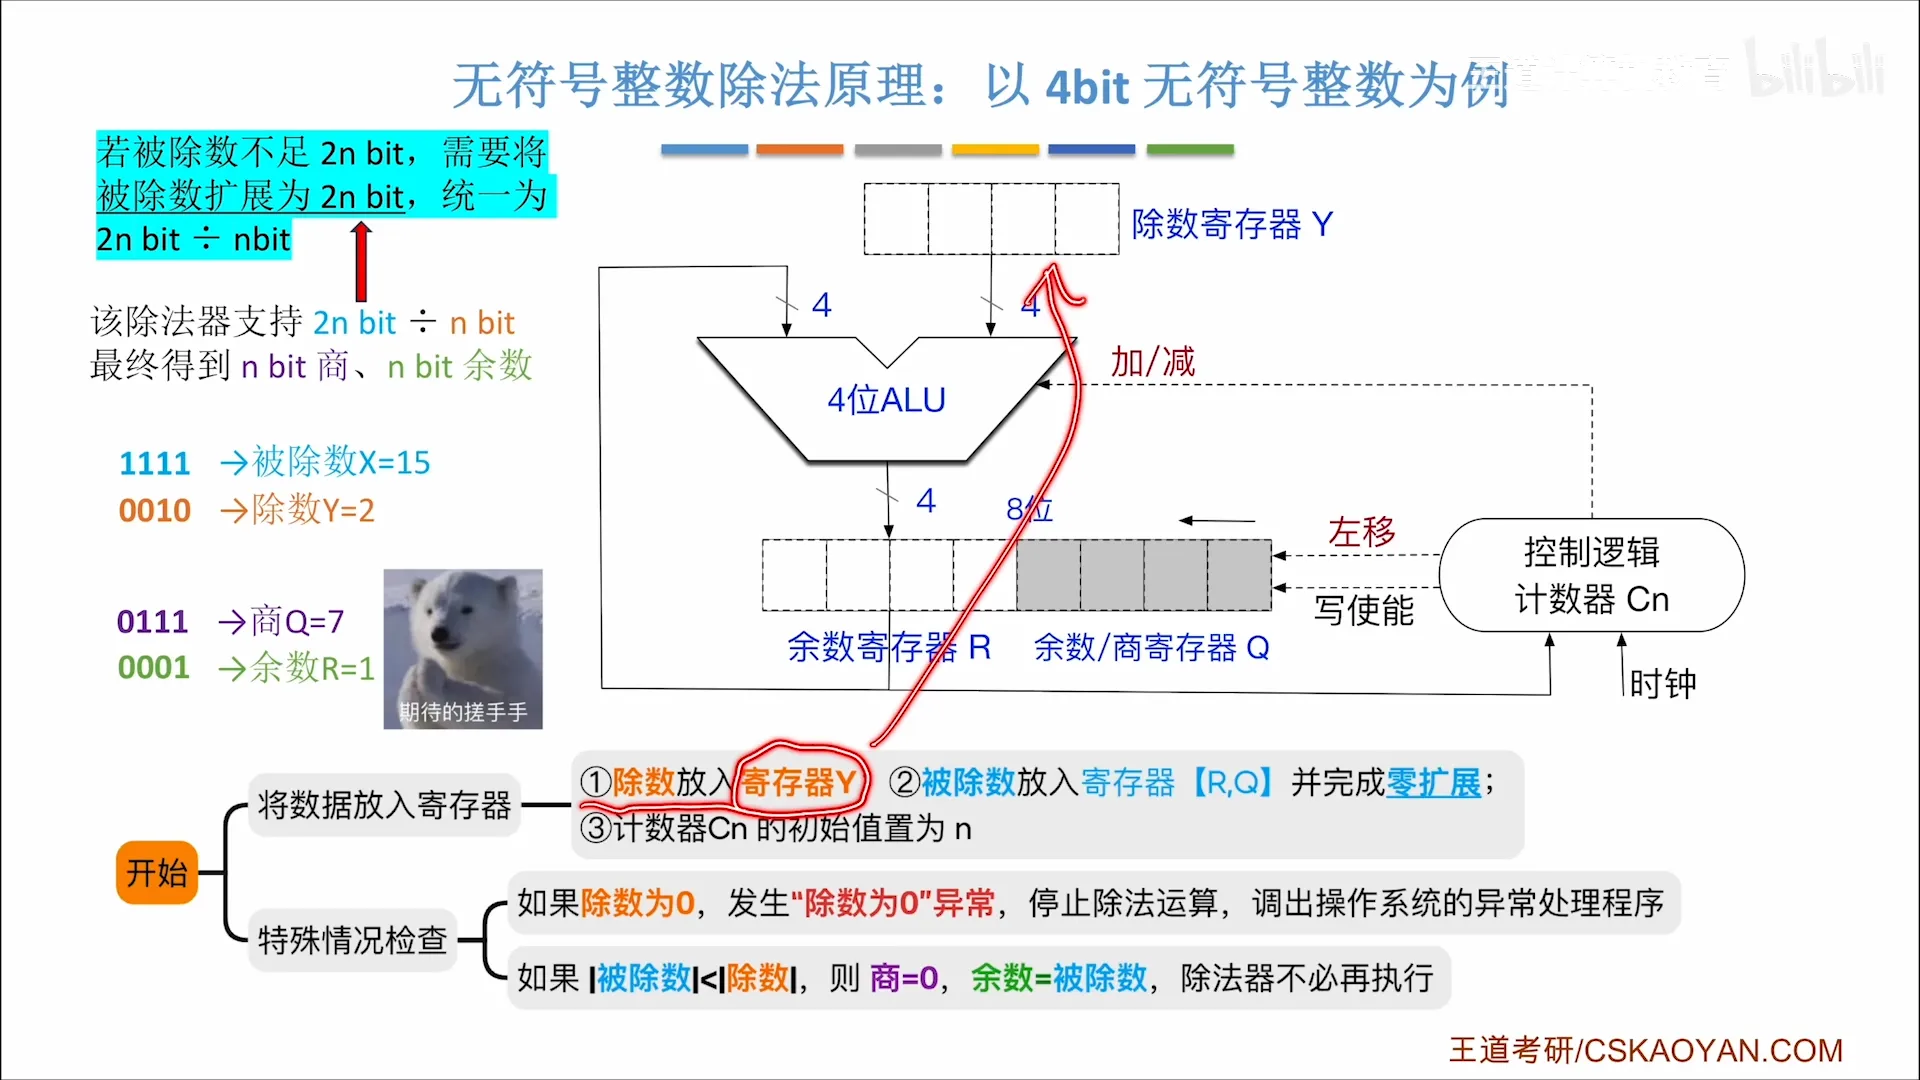 无符号整数除法原理：以 4bit 无符号整数为例
bilibili
若被除数不足 2n bit，需要将
被除数扩展为 2n bit，统一为
2n bit ÷ nbit
该除法器支持 2n bit ÷ n bit
最终得到 n bit 商、n bit 余数
1111 →被除数X=15
0010 →除数Y=2
0111 →商Q=7
0001 →余数R=1
期待的搓手手
除数寄存器 Y
4
4
加/减
4位ALU
4
8位
左移
写使能
控制逻辑
计数器 Cn
余数寄存器 R
余数/商寄存器 Q
时钟
开始
将数据放入寄存器
①除数放入寄存器Y ②被除数放入寄存器【R,Q】并完成零扩展；
③计数器Cn 的初始值置为 n
特殊情况检查
如果除数为0，发生“除数为0”异常，停止除法运算，调出操作系统的异常处理程序
如果 |被除数|<|除数|，则 商=0，余数=被除数，除法器不必再执行
王道考研/CSKAOYAN.COM